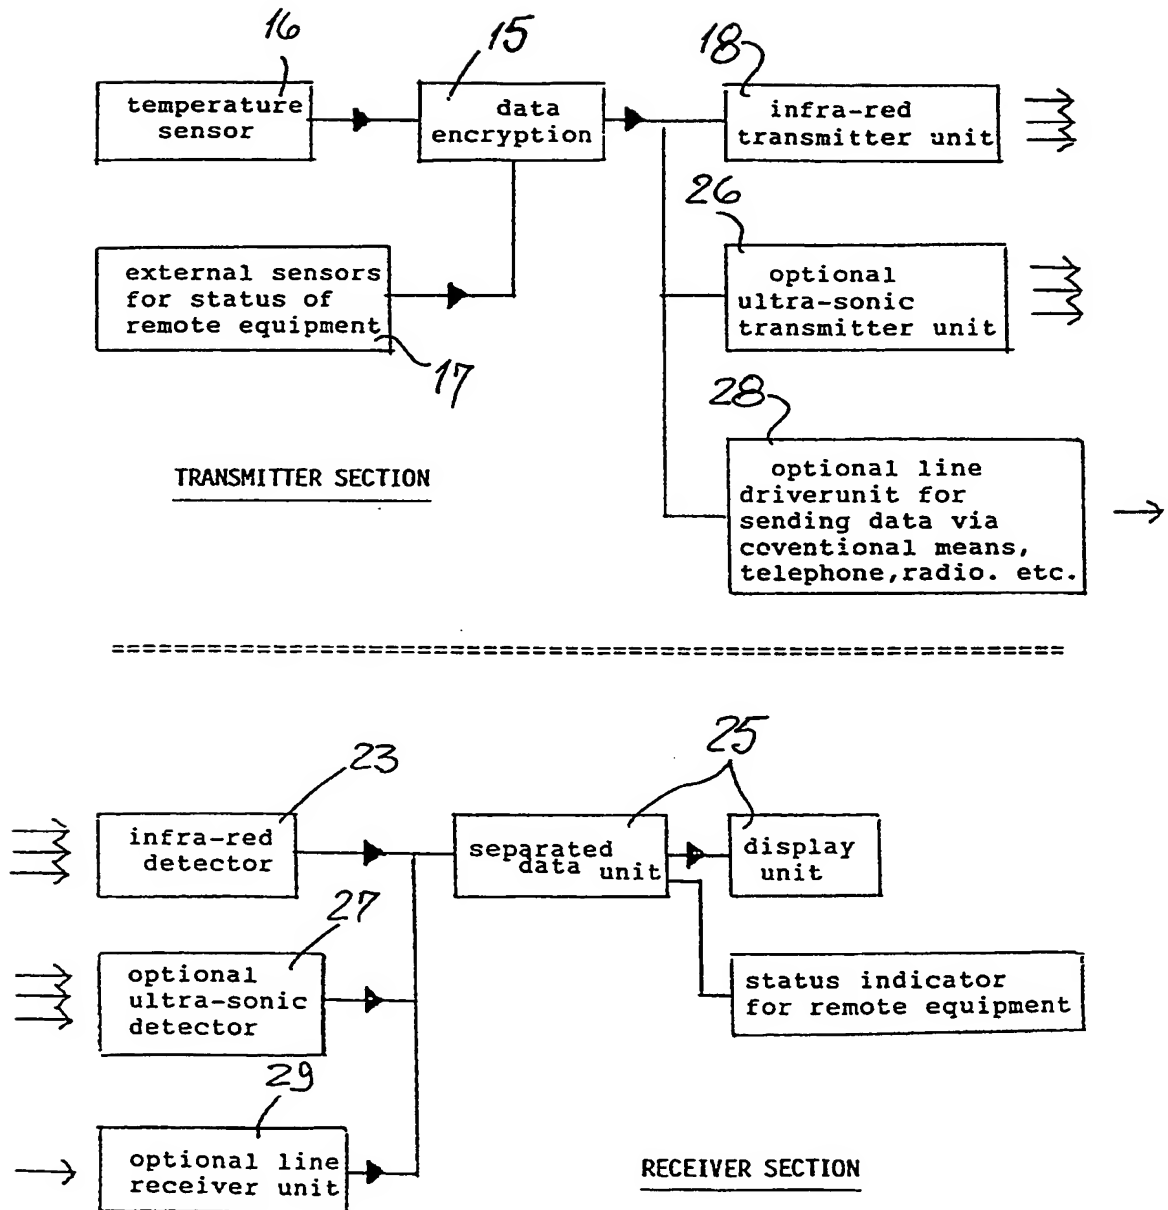 16
15
18
temperature
sensor
data
encryption
infra-red
transmitter unit
26
external sensors
for status of
remote equipment
17
optional
ultra-sonic
transmitter unit
28
TRANSMITTER SECTION
optional line
driverunit for
sending data via
coventional means,
telephone,radio. etc.
============================================================
23
25
infra-red
detector
separated
data unit
display
unit
27
optional
ultra-sonic
detector
status indicator
for remote equipment
29
optional line
receiver unit
RECEIVER SECTION